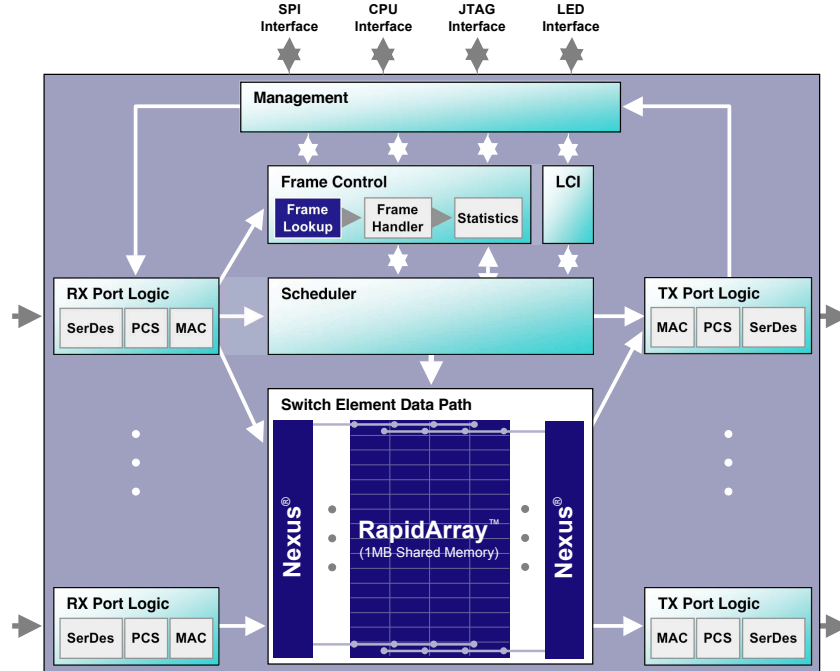 SPI Interface
CPU Interface
JTAG Interface
LED Interface
Management
Frame Control
LCI
Frame Lookup
Frame Handler
Statistics
RX Port Logic
SerDes PCS MAC
Scheduler
TX Port Logic
MAC PCS SerDes
Switch Element Data Path
Nexus®
RapidArray™
(1MB Shared Memory)
Nexus®
RX Port Logic
SerDes PCS MAC
TX Port Logic
MAC PCS SerDes